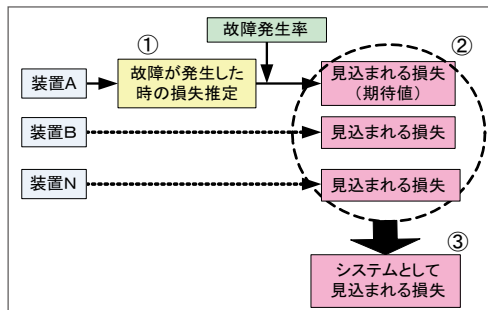 故障発生率
①
②
装置A
故障が発生した
時の損失推定
見込まれる損失
(期待値)
装置B
見込まれる損失
装置N
見込まれる損失
③
システムとして
見込まれる損失